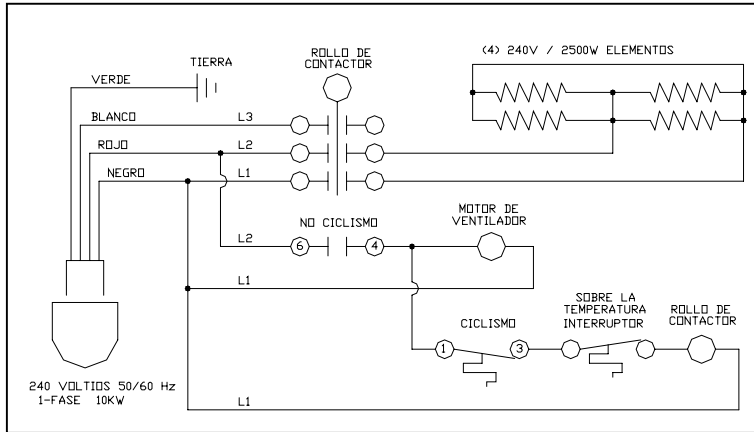 TIERRA
ROLLO DE
CONTACTOR
(4) 240V / 2500W ELEMENTOS
VERDE
BLANCO
L3
ROJO
L2
NEGRO
L1
NO CICLISMO
MOTOR DE
VENTILADOR
L2
6
4
L1
CICLISMO
SOBRE LA
TEMPERATURA
INTERRUPTOR
ROLLO DE
CONTACTOR
1
3
240 VOLTIOS 50/60 Hz
1-FASE 10KW
L1